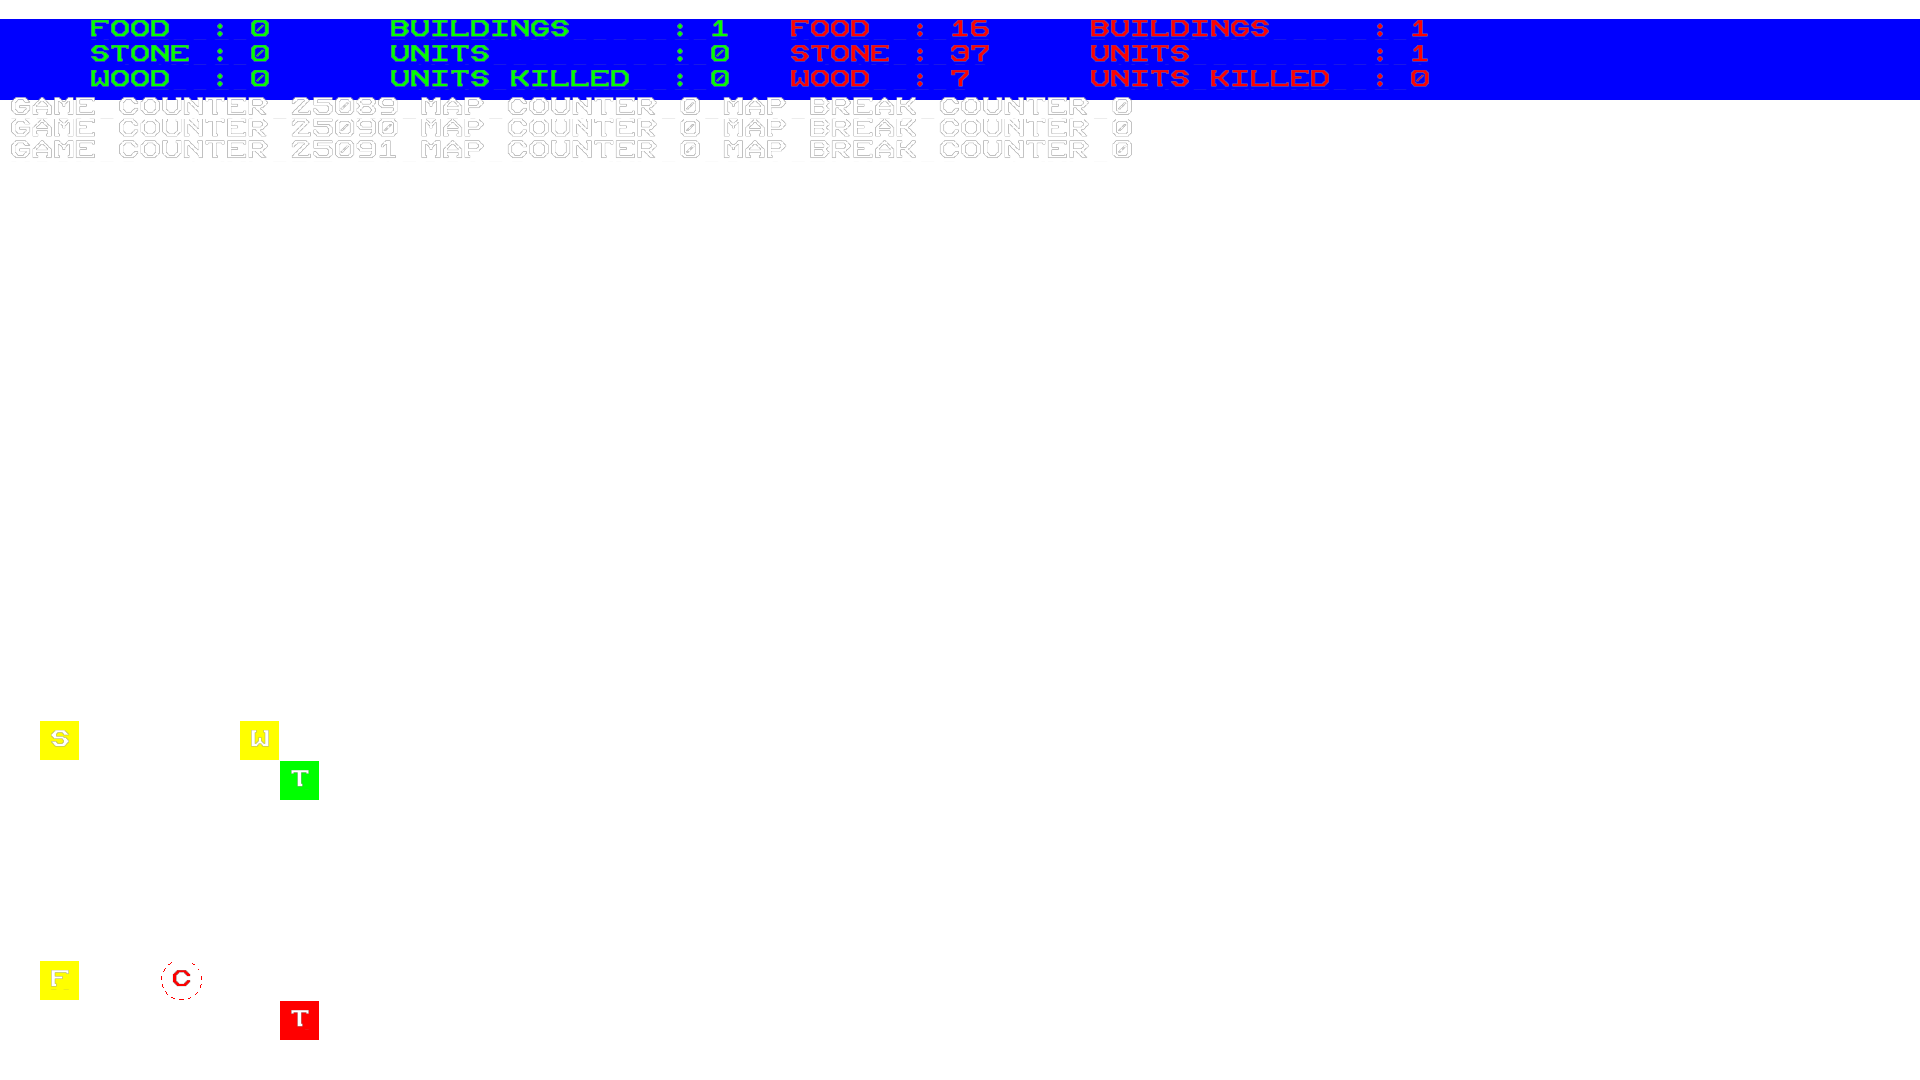 FOOD : 0 BUILDINGS : 1 FOOD : 16 BUILDINGS : 1
STONE : 0 UNITS : 0 STONE : 37 UNITS : 1
WOOD : 0 UNITS KILLED : 0 WOOD : 7 UNITS KILLED : 0
GAME COUNTER 25089 MAP COUNTER 0 MAP BREAK COUNTER 0
GAME COUNTER 25090 MAP COUNTER 0 MAP BREAK COUNTER 0
GAME COUNTER 25091 MAP COUNTER 0 MAP BREAK COUNTER 0
S W
T
F C
T